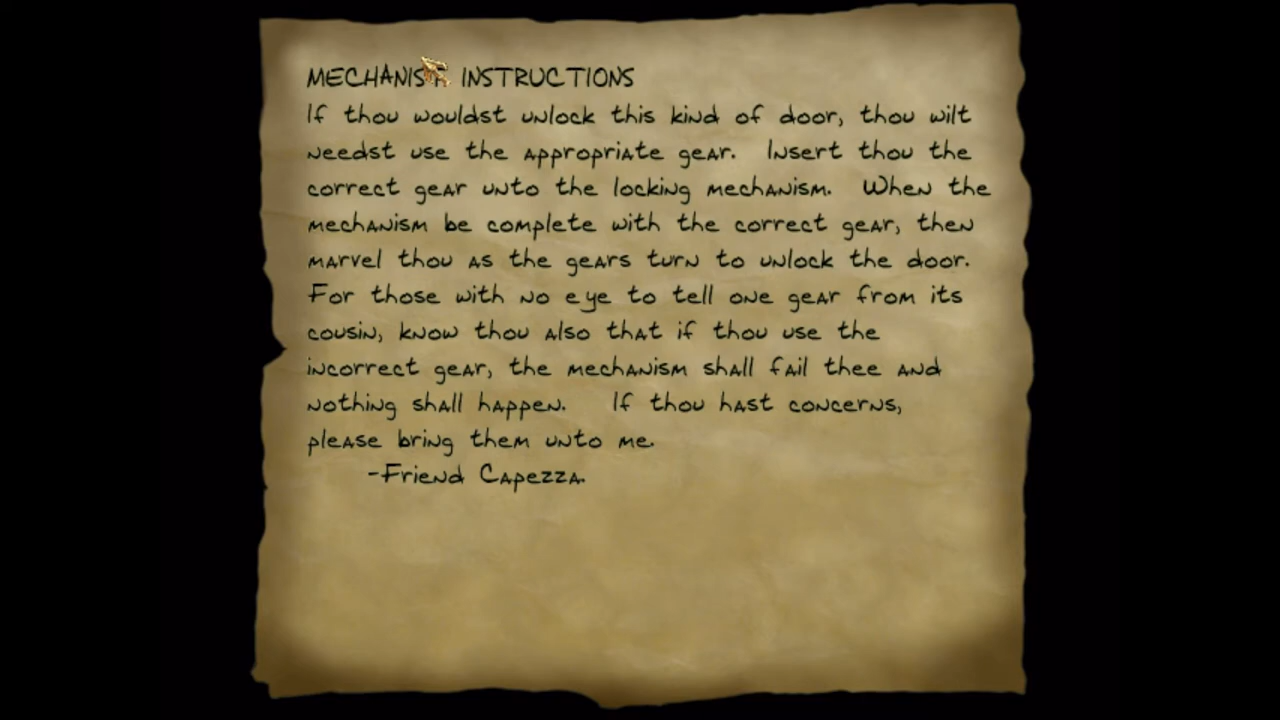 MECHANISM INSTRUCTIONS
If thou wouldst unlock this kind of door, thou wilt
needst use the appropriate gear. Insert thou the
correct gear unto the locking mechanism. When the
mechanism be complete with the correct gear, then
marvel thou as the gears turn to unlock the door.
For those with no eye to tell one gear from its
cousin, know thou also that if thou use the
incorrect gear, the mechanism shall fail thee and
nothing shall happen. If thou hast concerns,
please bring them unto me.
-Friend Capezza.